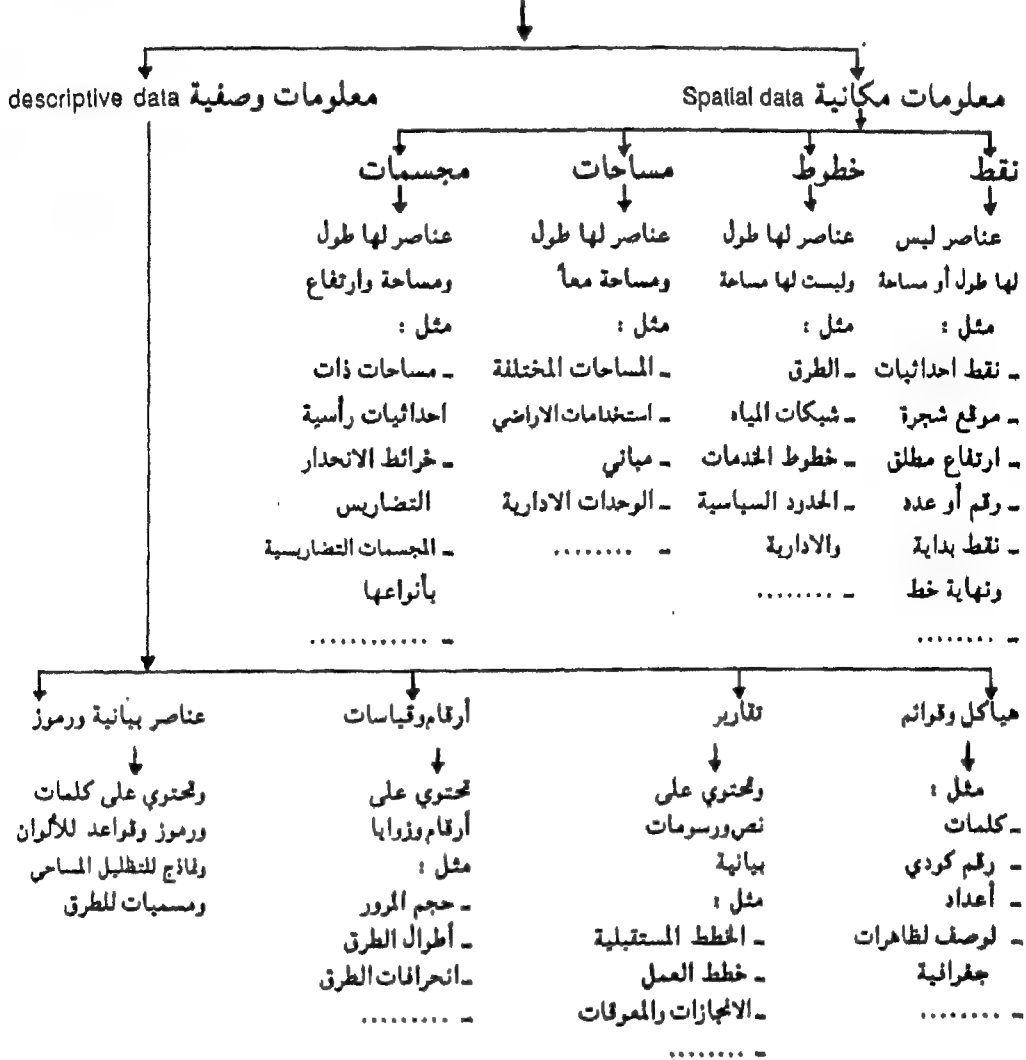 معلومات مكانية Spatial data
معلومات وصفية descriptive data
نقط
عناصر ليس
لها طول أو مساحة
مثل :
ـ نقط احداثيات
ـ موقع شجرة
ـ ارتفاع مطلق
ـ رقم أو عدد
ـ نقط بداية
ونهاية خط
ـ ........
خطوط
عناصر لها طول
وليست لها مساحة
مثل :
ـ الطرق
ـ شبكات المياه
ـ خطوط الخدمات
ـ الحدود السياسية
والادارية
ـ ........
مساحات
عناصر لها طول
ومساحة معاً
مثل :
ـ المساحات المختلفة
ـ استخدامات الاراضي
ـ مباني
ـ الوحدات الادارية
ـ ........
مجسمات
عناصر لها طول
ومساحة وارتفاع
مثل :
ـ مساحات ذات
احداثيات رأسية
ـ خرائط الانحدار
التضاريس
ـ المجسمات التضاريسية
بأنواعها
ـ ............
هياكل وقوائم
مثل :
ـ كلمات
ـ رقم كودي
ـ أعداد
ـ لوصف لظاهرات
جغرافية
ـ ........
تقارير
وتحتوي على
نص ورسومات
بيانية
مثل :
ـ الخطط المستقبلية
ـ خطط العمل
ـ الانجازات والمعوقات
ـ ........
أرقام وقياسات
تحتوي على
أرقام وزوايا
مثل :
ـ حجم المرور
ـ أطوال الطرق
ـ انحرافات الطرق
ـ .........
عناصر بيانية ورموز
وتحتوي على كلمات
ورموز وقواعد للألوان
ونماذج للتظليل المساحي
ومسميات للطرق